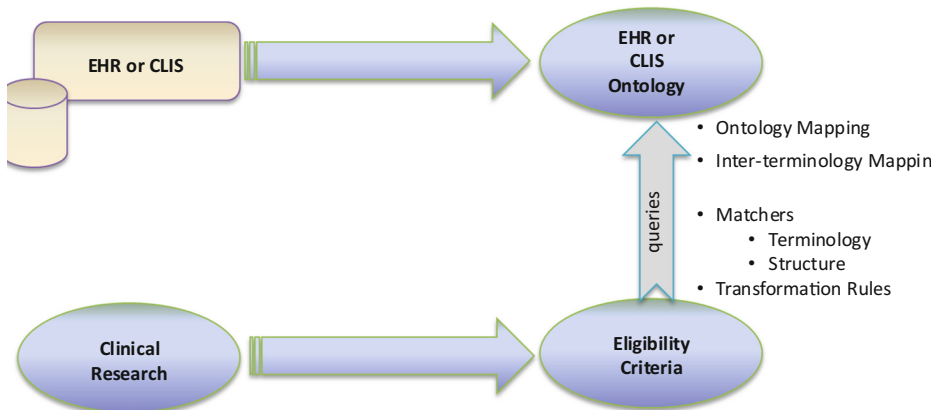 EHR or CLIS
EHR or
CLIS
Ontology
• Ontology Mapping
• Inter-terminology Mappin
queries
• Matchers
• Terminology
• Structure
• Transformation Rules
Clinical
Research
Eligibility
Criteria